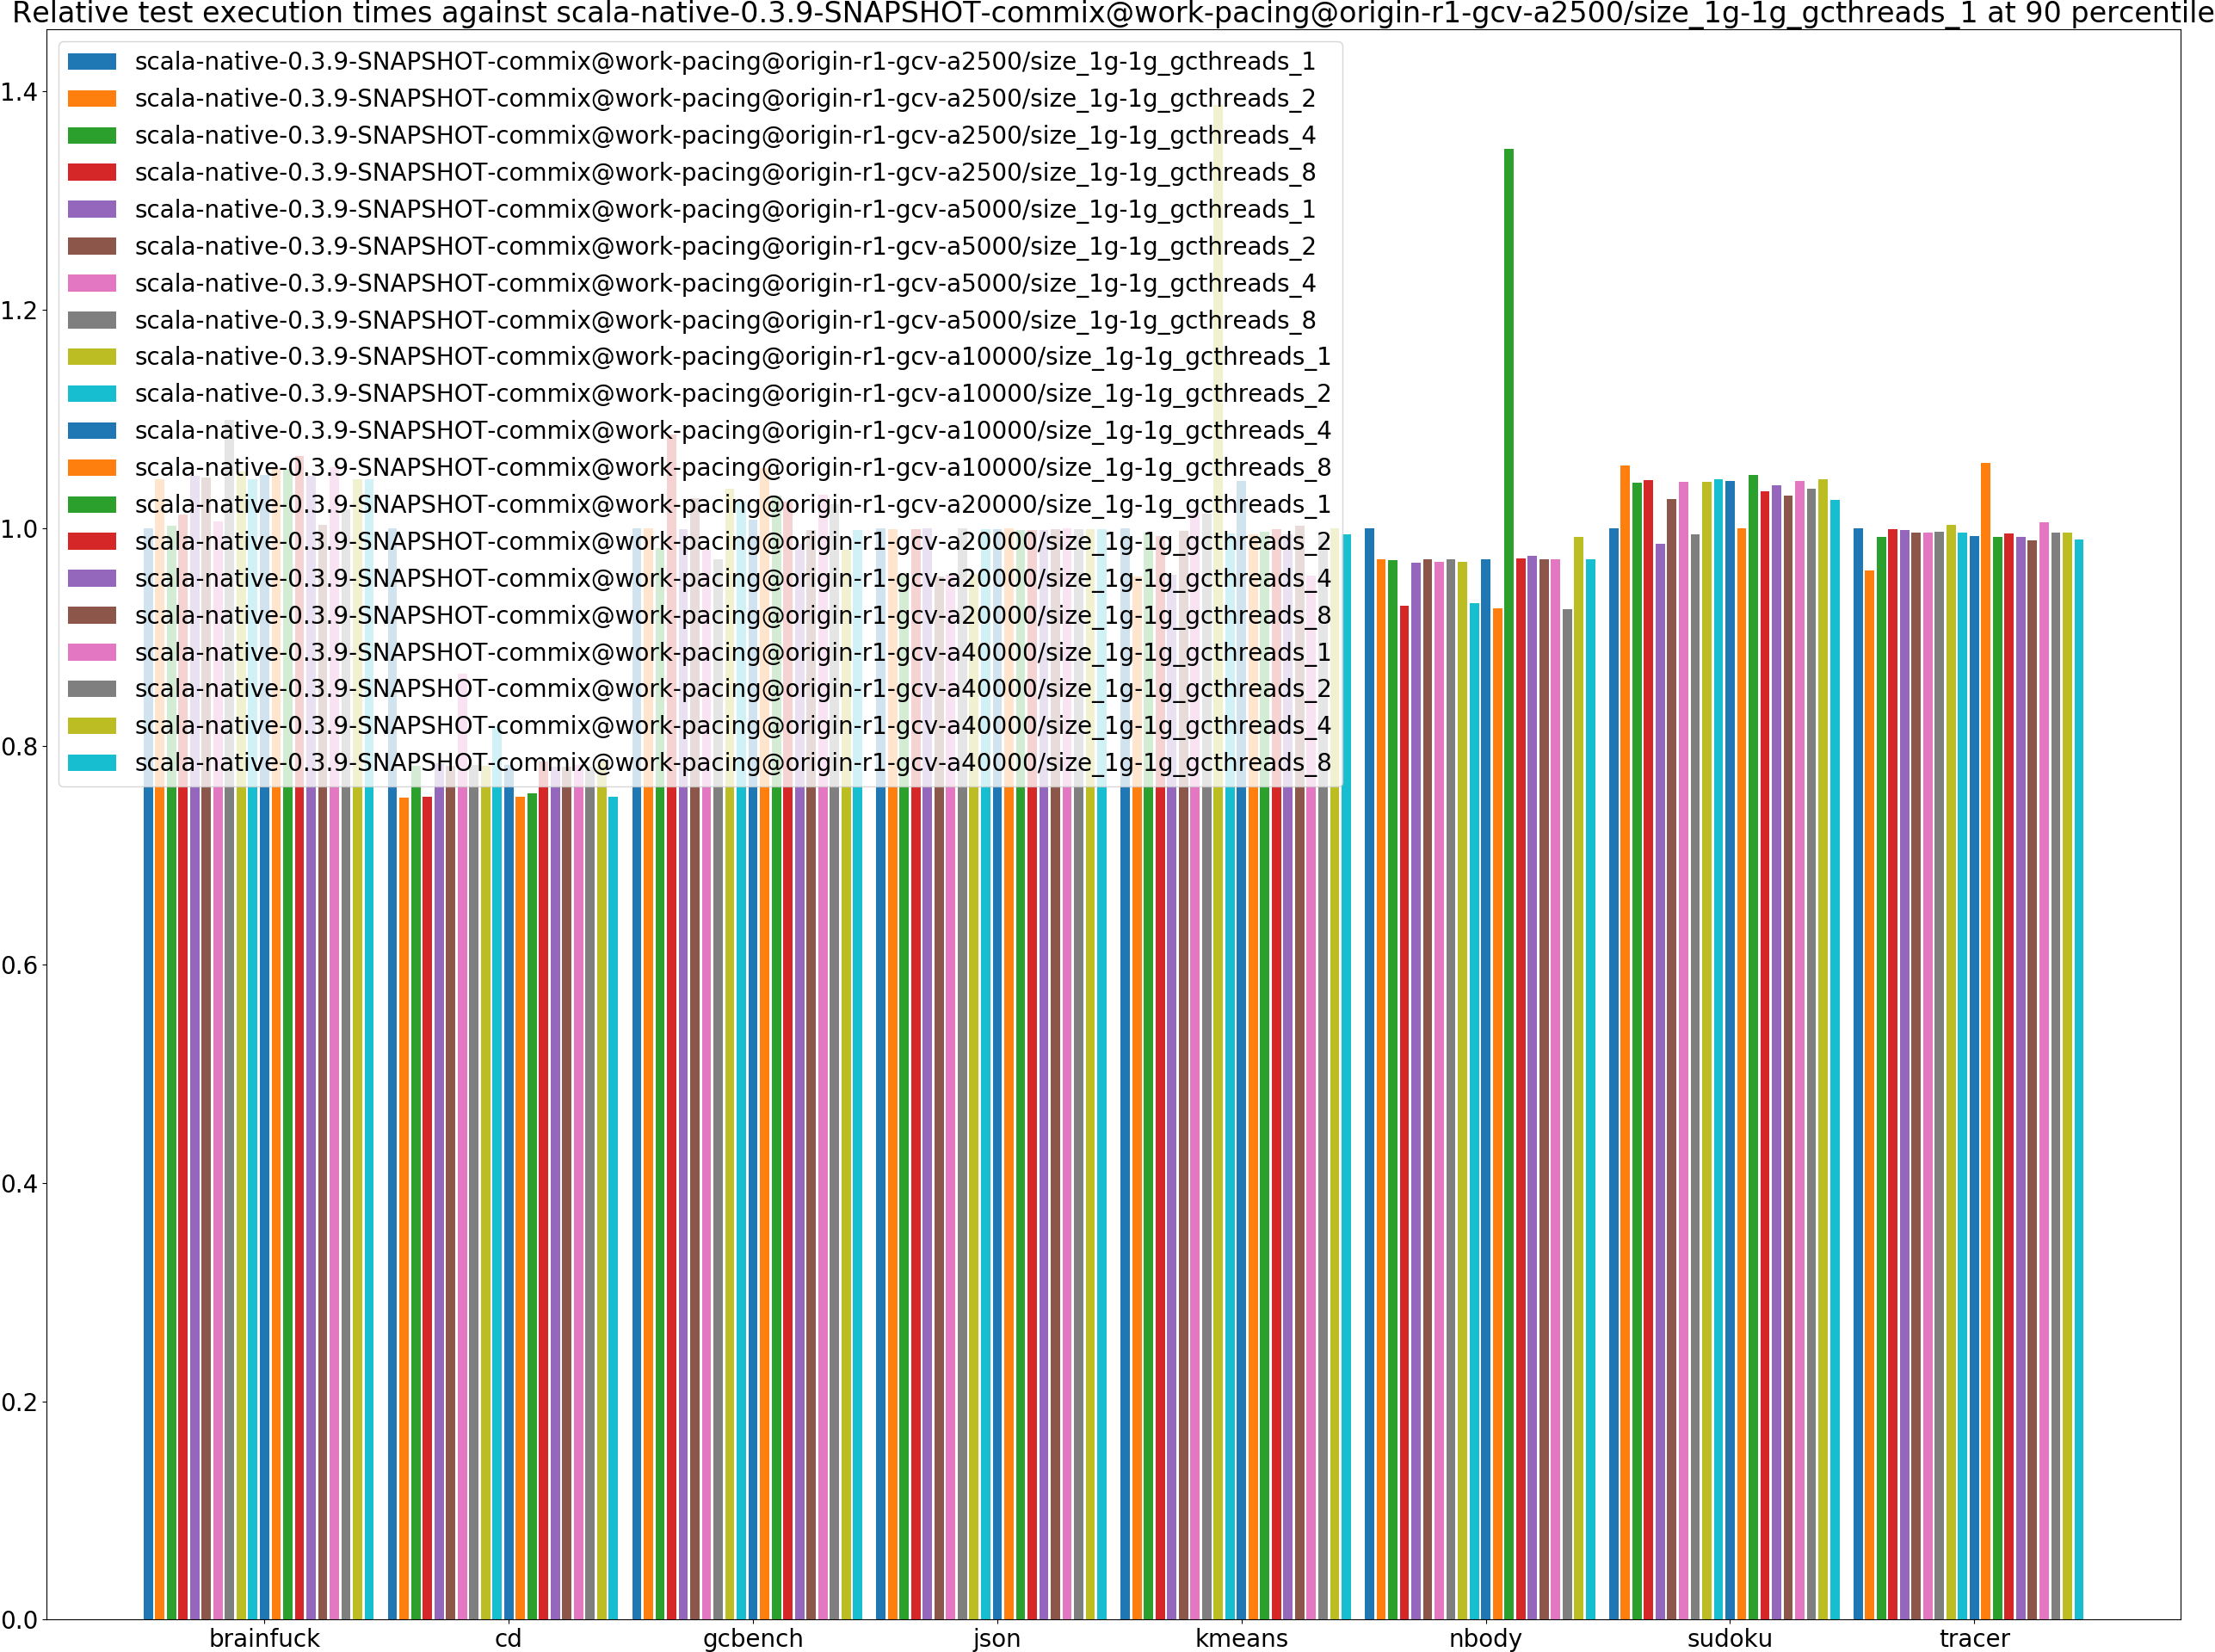 Relative test execution times against scala-native-0.3.9-SNAPSHOT-commix@work-pacing@origin-r1-gcv-a2500/size_1g-1g_gcthreads_1 at 90 percentile
scala-native-0.3.9-SNAPSHOT-commix@work-pacing@origin-r1-gcv-a2500/size_1g-1g_gcthreads_1
scala-native-0.3.9-SNAPSHOT-commix@work-pacing@origin-r1-gcv-a2500/size_1g-1g_gcthreads_2
scala-native-0.3.9-SNAPSHOT-commix@work-pacing@origin-r1-gcv-a2500/size_1g-1g_gcthreads_4
scala-native-0.3.9-SNAPSHOT-commix@work-pacing@origin-r1-gcv-a2500/size_1g-1g_gcthreads_8
scala-native-0.3.9-SNAPSHOT-commix@work-pacing@origin-r1-gcv-a5000/size_1g-1g_gcthreads_1
scala-native-0.3.9-SNAPSHOT-commix@work-pacing@origin-r1-gcv-a5000/size_1g-1g_gcthreads_2
scala-native-0.3.9-SNAPSHOT-commix@work-pacing@origin-r1-gcv-a5000/size_1g-1g_gcthreads_4
scala-native-0.3.9-SNAPSHOT-commix@work-pacing@origin-r1-gcv-a5000/size_1g-1g_gcthreads_8
scala-native-0.3.9-SNAPSHOT-commix@work-pacing@origin-r1-gcv-a10000/size_1g-1g_gcthreads_1
scala-native-0.3.9-SNAPSHOT-commix@work-pacing@origin-r1-gcv-a10000/size_1g-1g_gcthreads_2
scala-native-0.3.9-SNAPSHOT-commix@work-pacing@origin-r1-gcv-a10000/size_1g-1g_gcthreads_4
scala-native-0.3.9-SNAPSHOT-commix@work-pacing@origin-r1-gcv-a10000/size_1g-1g_gcthreads_8
scala-native-0.3.9-SNAPSHOT-commix@work-pacing@origin-r1-gcv-a20000/size_1g-1g_gcthreads_1
scala-native-0.3.9-SNAPSHOT-commix@work-pacing@origin-r1-gcv-a20000/size_1g-1g_gcthreads_2
scala-native-0.3.9-SNAPSHOT-commix@work-pacing@origin-r1-gcv-a20000/size_1g-1g_gcthreads_4
scala-native-0.3.9-SNAPSHOT-commix@work-pacing@origin-r1-gcv-a20000/size_1g-1g_gcthreads_8
scala-native-0.3.9-SNAPSHOT-commix@work-pacing@origin-r1-gcv-a40000/size_1g-1g_gcthreads_1
scala-native-0.3.9-SNAPSHOT-commix@work-pacing@origin-r1-gcv-a40000/size_1g-1g_gcthreads_2
scala-native-0.3.9-SNAPSHOT-commix@work-pacing@origin-r1-gcv-a40000/size_1g-1g_gcthreads_4
scala-native-0.3.9-SNAPSHOT-commix@work-pacing@origin-r1-gcv-a40000/size_1g-1g_gcthreads_8
1.4
1.2
1.0
0.8
0.6
0.4
0.2
0.0
brainfuck cd gcbench json kmeans nbody sudoku tracer